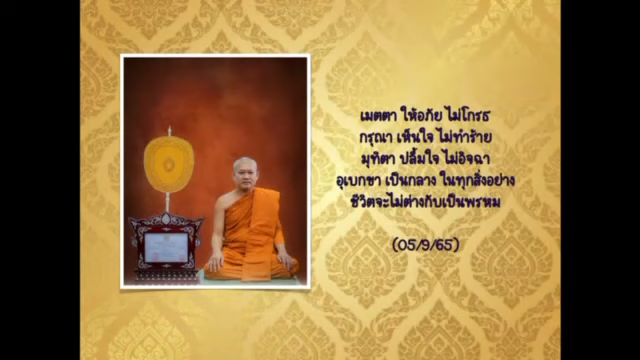 เมตตา ให้อภัย ไม่โกรธ
กรุณา เห็นใจ ไม่ทำร้าย
มุทิตา ปลื้มใจ ไม่อิจฉา
อุเบกขา เป็นกลาง ในทุกสิ่งอย่าง
ชีวิตจะไม่ต่างกับเป็นพรหม
(05/9/65)